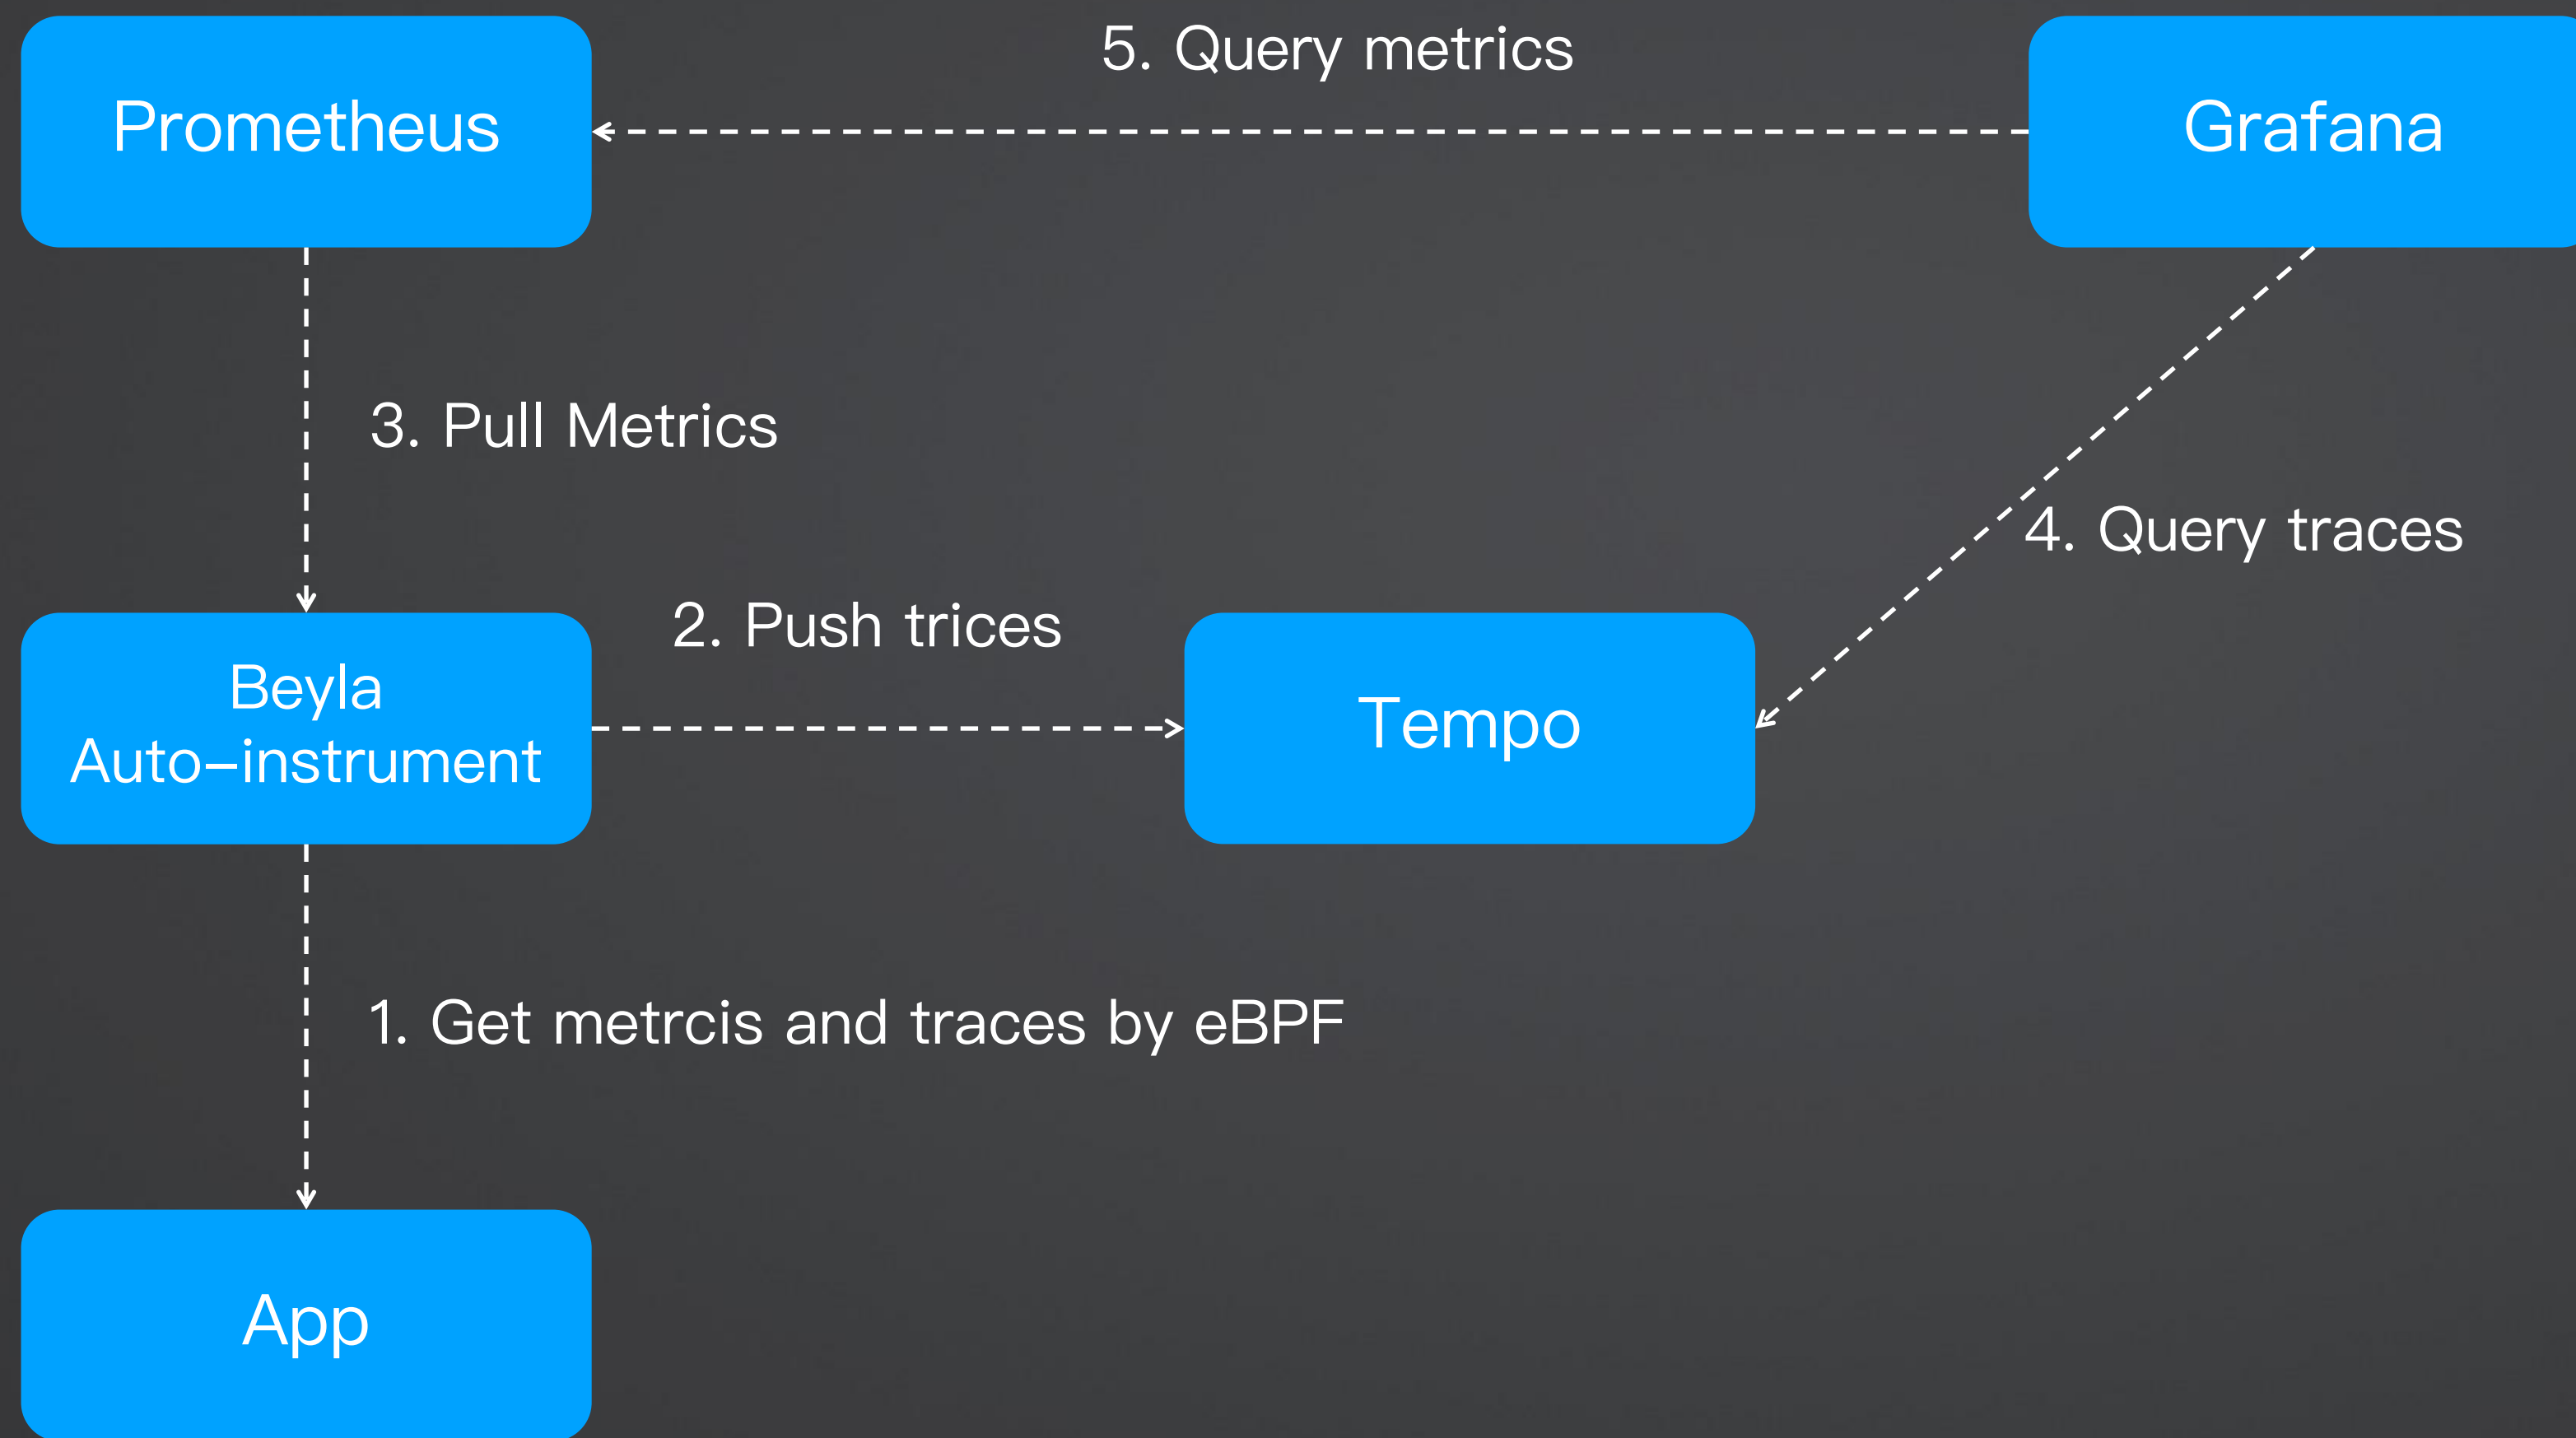 Prometheus
5. Query metrics
Grafana
3. Pull Metrics
4. Query traces
2. Push trices
Beyla
Auto-instrument
Tempo
1. Get metrcis and traces by eBPF
App